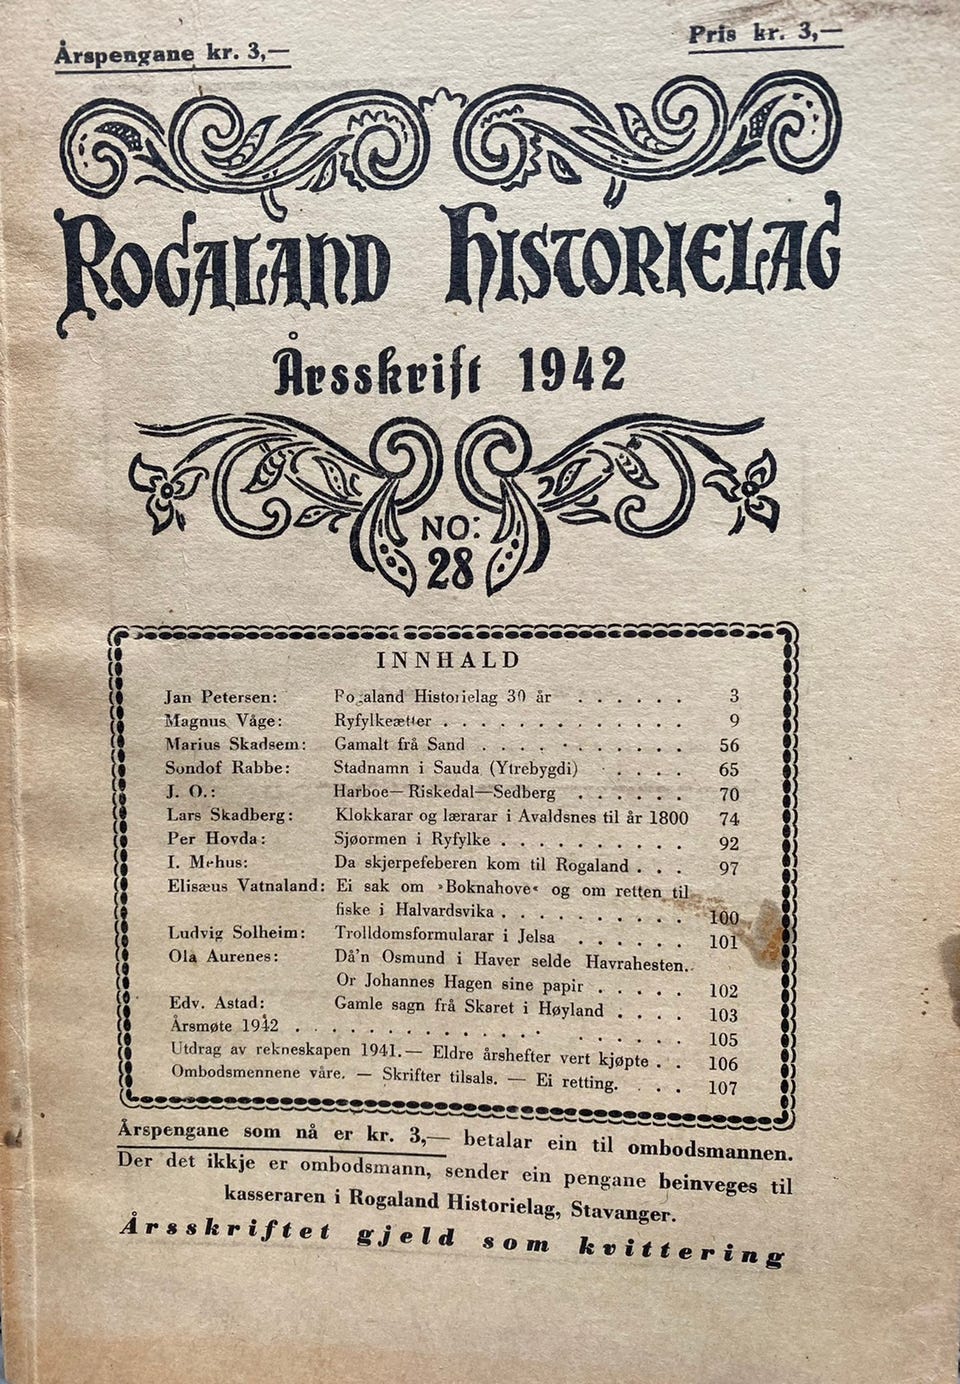 Årspengane kr. 3,—
Pris kr. 3,—
ROGALAND HISTORIELAG
Årsskrift 1942
NO: 28
INNHALD
Jan Petersen: Rogaland Historielag 30 år . . . . . . 3
Magnus Våge: Ryfylkeætter . . . . . . . . . . . . . 9
Marius Skadsem: Gamalt frå Sand . . . . . . . . . . . 56
Sundof Rabbe: Stadnamn i Sauda (Ytrebygdi) . . . . . 65
J. O.: Harboe—Riskedal—Sedberg . . . . . . 70
Lars Skadberg: Klokkarar og lærarar i Avaldsnes til år 1800 74
Per Hovda: Sjøormen i Ryfylke . . . . . . . . . . 92
I. Mehus: Da skjerpefeberen kom til Rogaland . . . 97
Elisæus Vatnaland: Ei sak om »Boknahove« og om retten til
fiske i Halvardsvika . . . . . . . . . . 100
Ludvig Solheim: Trolldomsformularar i Jelsa . . . . . . 101
Ola Aurenes: Då'n Osmund i Haver selde Havrahesten.
Or Johannes Hagen sine papir . . . . . 102
Edv. Astad: Gamle sagn frå Skaret i Høyland . . . . 103
Årsmøte 1942 . . . . . . . . . . . . . . . . . . 105
Utdrag av rekneskapen 1941. — Eldre årshefter vert kjøpte . . 106
Ombodsmennene våre. — Skrifter tilsals. — Ei retting. . . . 107
Årspengane som nå er kr. 3,— betalar ein til ombodsmannen.
Der det ikkje er ombodsmann, sender ein pengane beinveges til
kasseraren i Rogaland Historielag, Stavanger.
Årsskriftet gjeld som kvittering